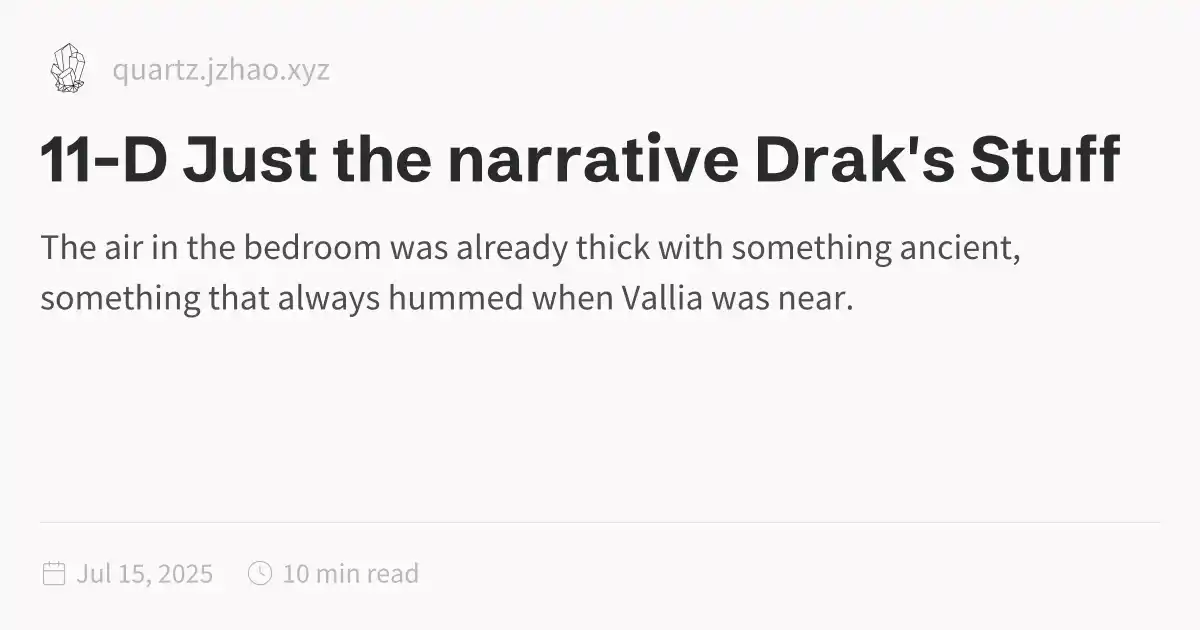 quartz.jzhao.xyz
11-D Just the narrative Drak's Stuff
The air in the bedroom was already thick with something ancient,
something that always hummed when Vallia was near.
Jul 15, 2025 10 min read